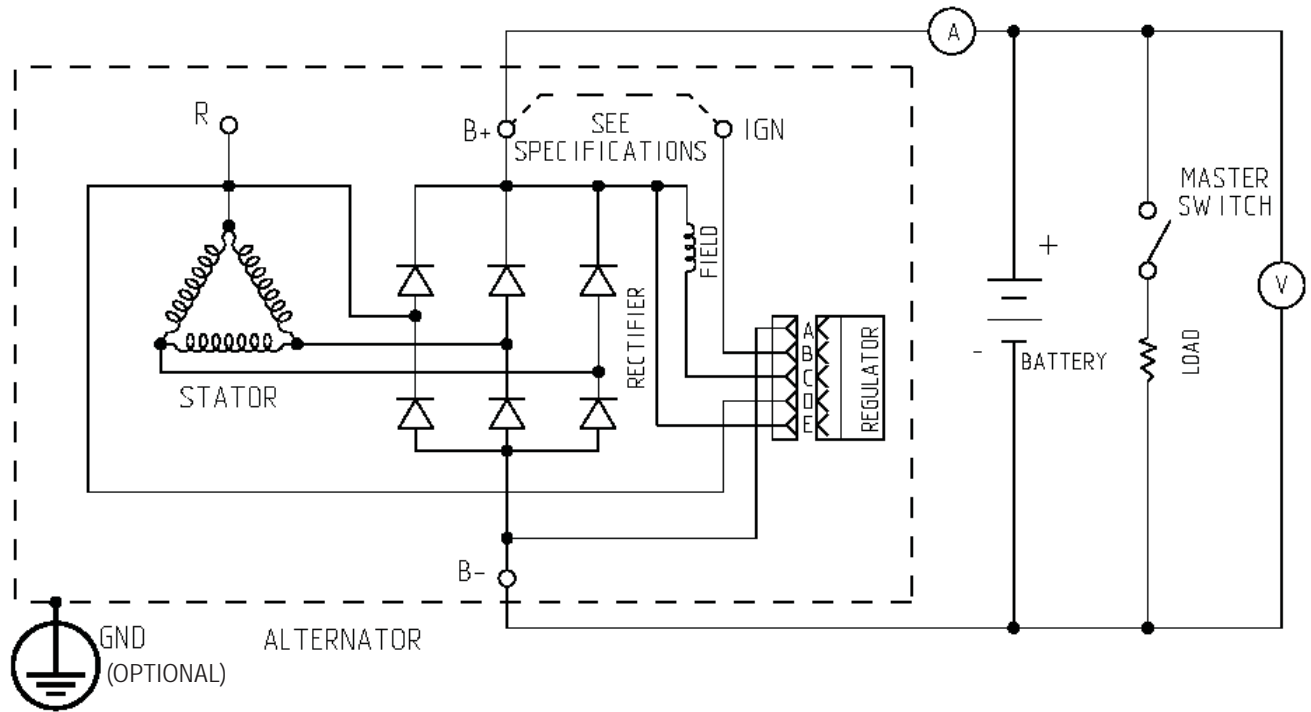 A
R
B+
SEE
SPECIFICATIONS
IGN
MASTER
SWITCH
FIELD
+
V
RECTIFIER
A
B
C
D
E
REGULATOR
-
BATTERY
LOAD
STATOR
B-
GND
(OPTIONAL)
ALTERNATOR